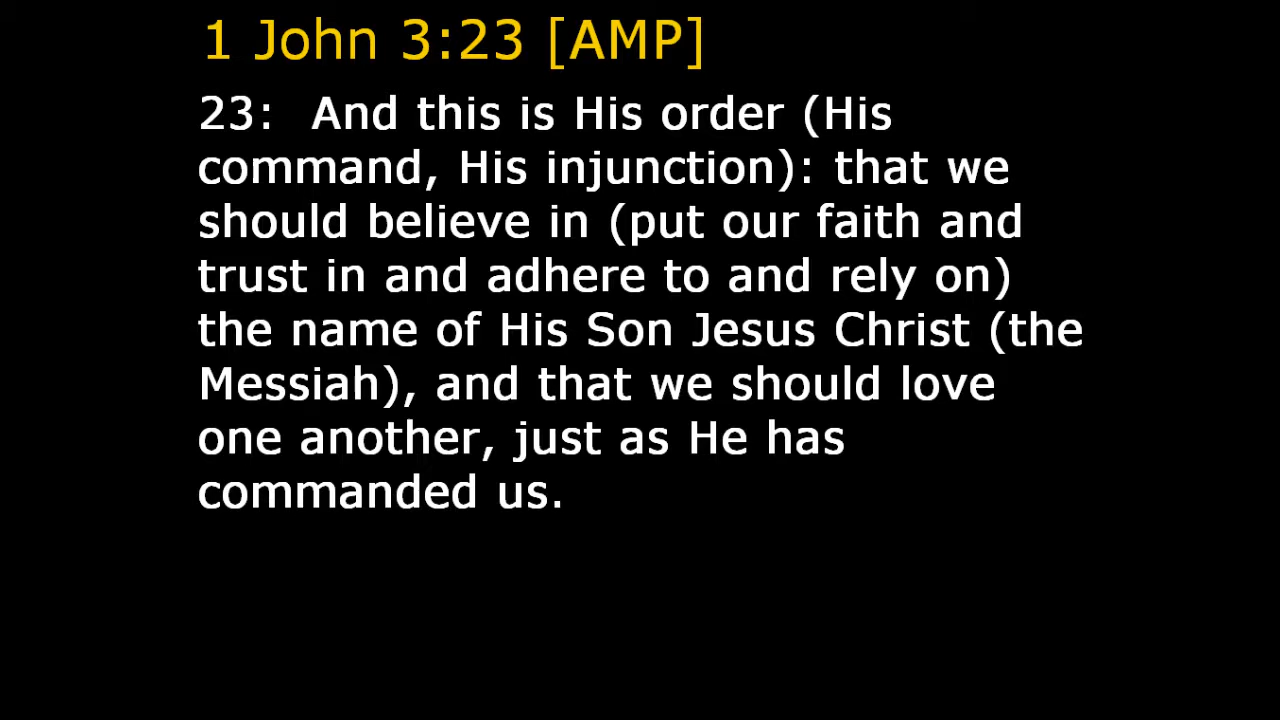 1 John 3:23 [AMP]
23:  And this is His order (His
command, His injunction): that we
should believe in (put our faith and
trust in and adhere to and rely on)
the name of His Son Jesus Christ (the
Messiah), and that we should love
one another, just as He has
commanded us.